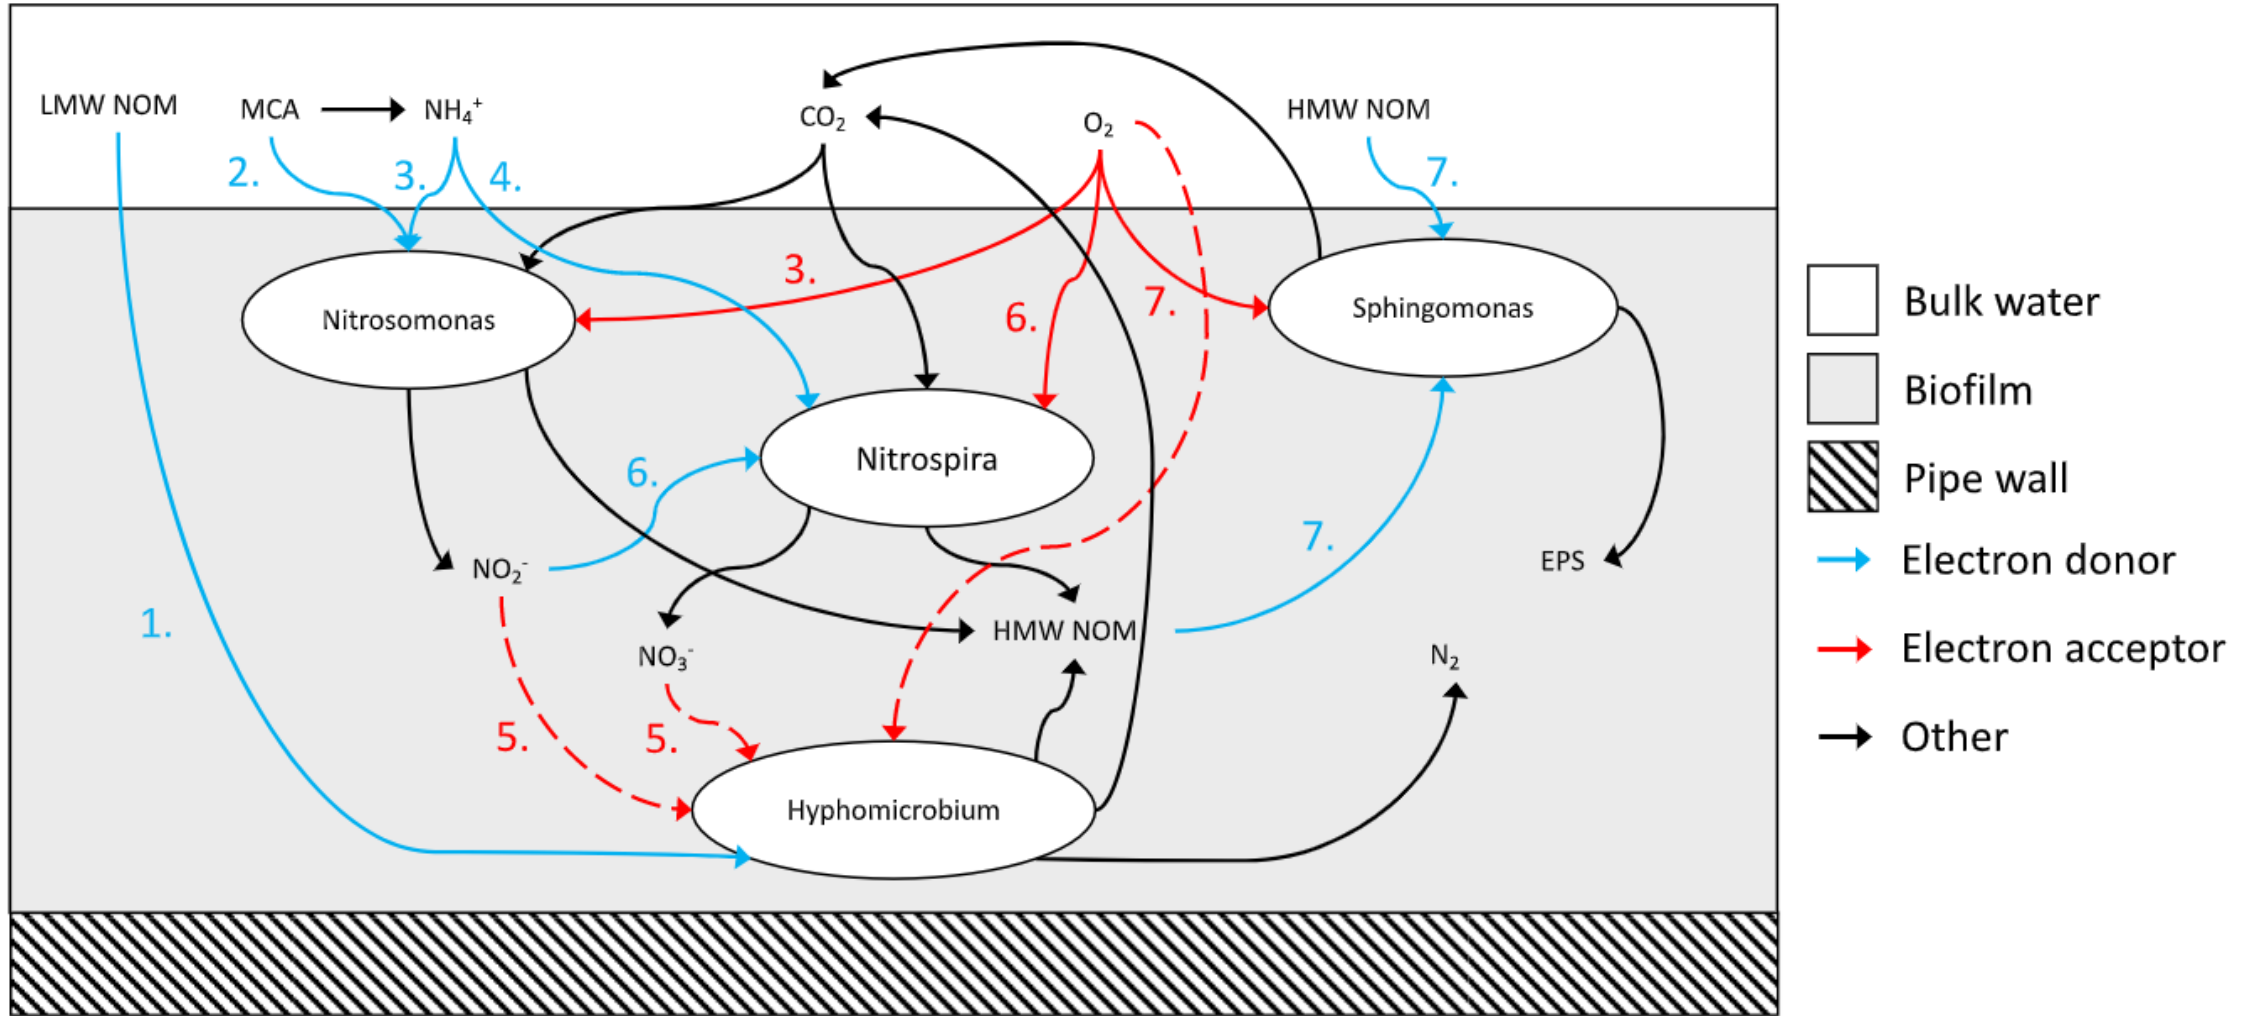 LMW NOM
MCA
NH₄⁺
CO₂
O₂
HMW NOM
2.
3.
4.
7.
3.
6.
7.
Nitrosomonas
Sphingomonas
Nitrospira
6.
7.
NO₂⁻
EPS
1.
NO₃⁻
HMW NOM
N₂
5.
5.
Hyphomicrobium
Bulk water
Biofilm
Pipe wall
Electron donor
Electron acceptor
Other